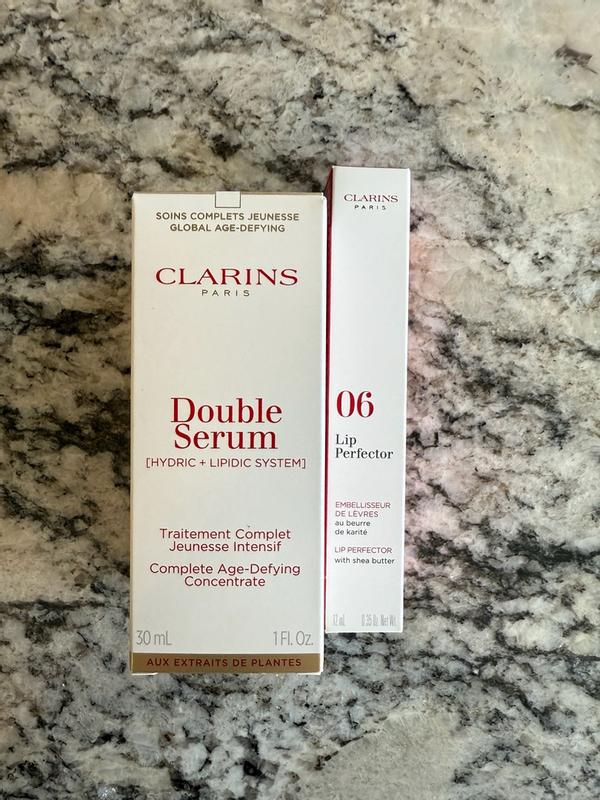 SOINS COMPLETS JEUNESSE
GLOBAL AGE-DEFYING
CLARINS
PARIS
Double
Serum
[HYDRIC + LIPIDIC SYSTEM]
Traitement Complet
Jeunesse Intensif
Complete Age-Defying
Concentrate
30 mL 1 Fl. Oz.
AUX EXTRAITS DE PLANTES
CLARINS
PARIS
06
Lip
Perfector
EMBELLISSEUR
DE LÈVRES
au beurre
de karité
LIP PERFECTOR
with shea butter
12 mL 0.35 Oz. Net Wt.